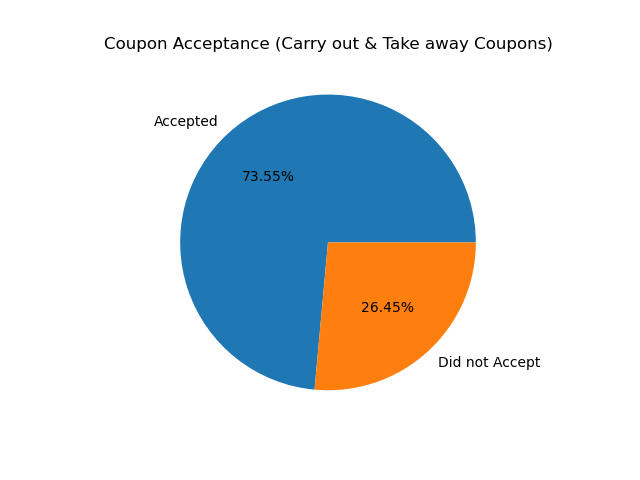 Coupon Acceptance (Carry out & Take away Coupons)
Accepted
73.55%
26.45%
Did not Accept